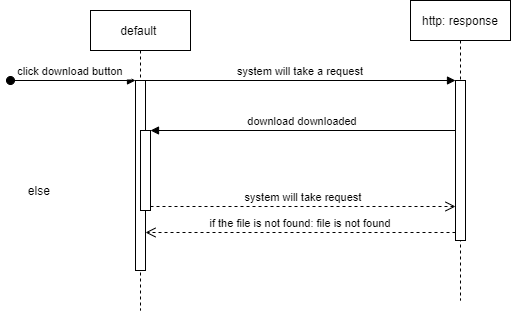 http: response
default
click download button
system will take a request
download downloaded
else
system will take request
if the file is not found: file is not found